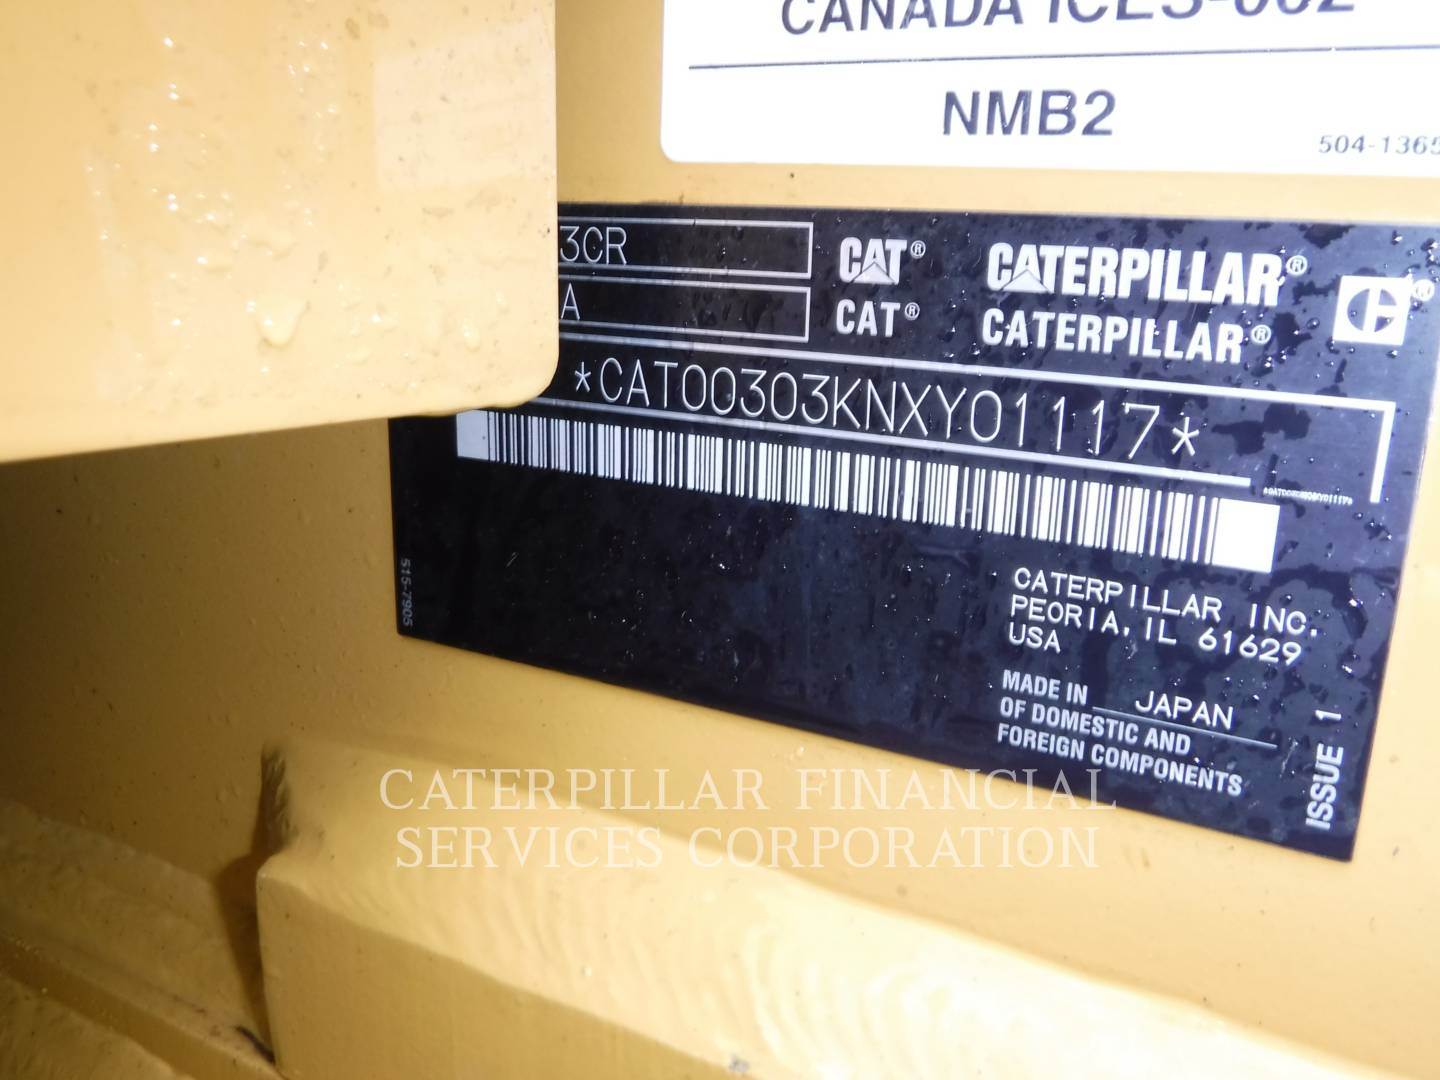 CANADA ICES-002
NMB2
504-1365
3CR
A
CAT® CATERPILLAR®
CAT® CATERPILLAR®
*CAT00303KNXY01117*
*CAT00303KNXY01117*
515-7905
CATERPILLAR INC.
PEORIA, IL 61629
USA
MADE IN JAPAN
OF DOMESTIC AND
FOREIGN COMPONENTS
ISSUE 1
CATERPILLAR FINANCIAL
SERVICES CORPORATION